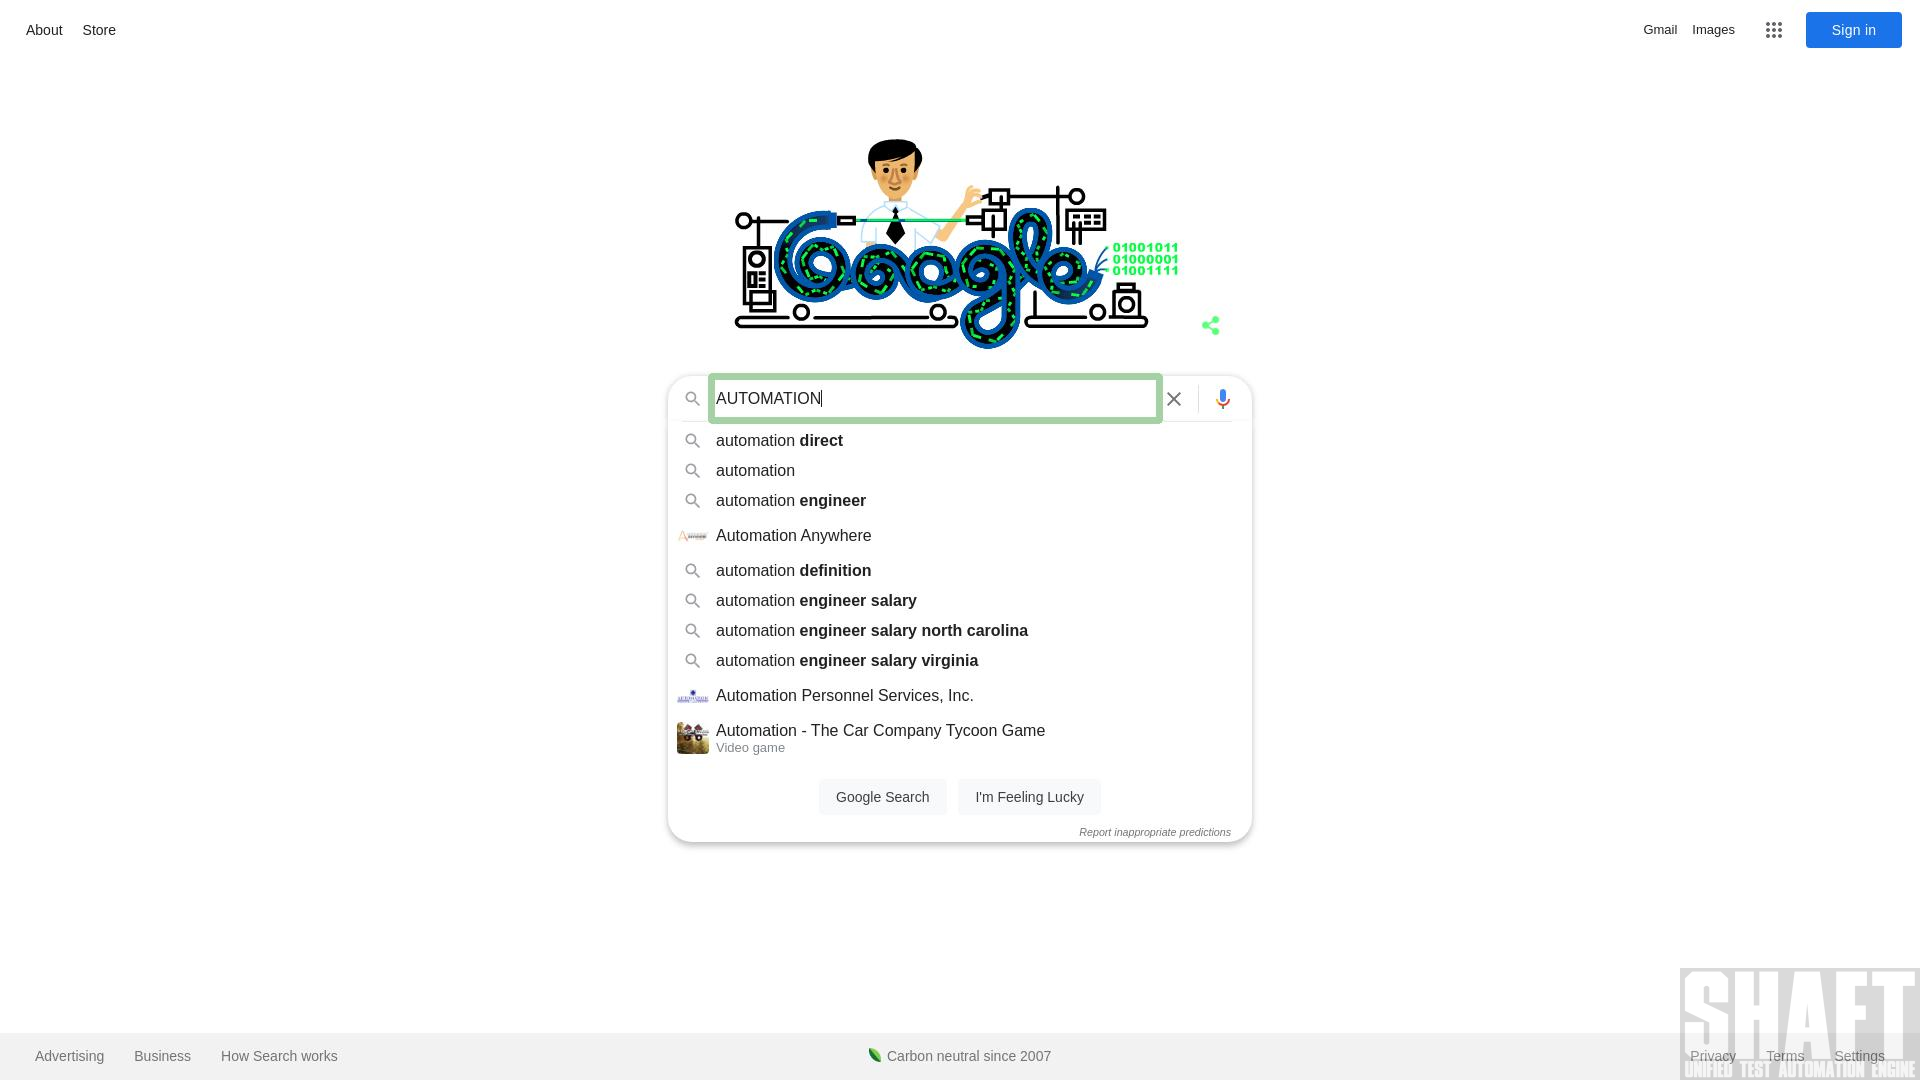 About Store Gmail Images Sign in
Google
01001011
01000001
01001111
AUTOMATION
automation direct
automation
automation engineer
Automation Anywhere
automation definition
automation engineer salary
automation engineer salary north carolina
automation engineer salary virginia
Automation Personnel Services, Inc.
Automation - The Car Company Tycoon Game
Video game
Google Search I'm Feeling Lucky
Report inappropriate predictions
SHAFT
Advertising Business How Search works Carbon neutral since 2007 Privacy Terms Settings
UNIFIED TEST AUTOMATION ENGINE